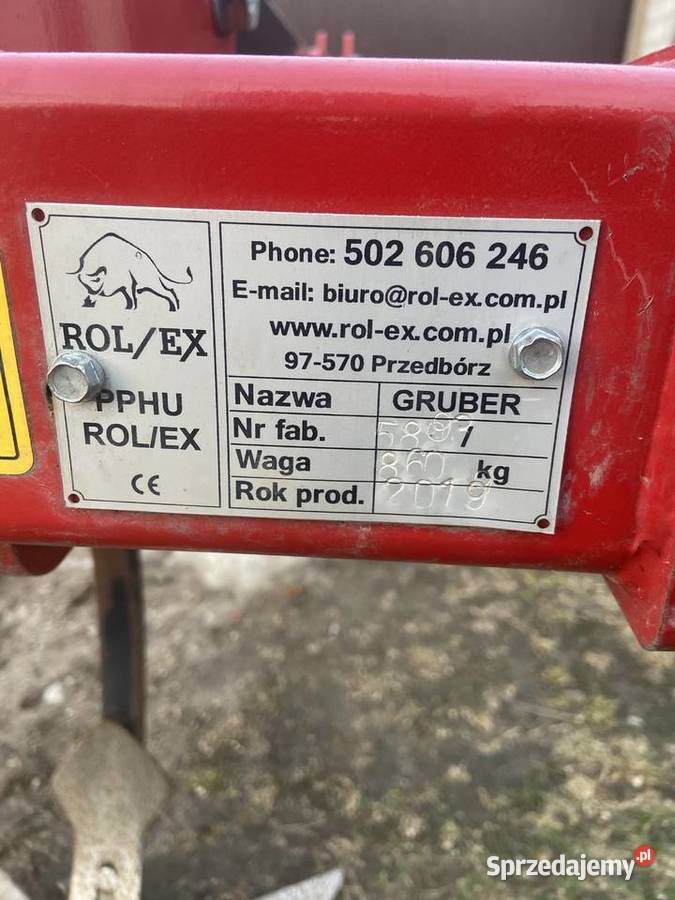 ROL/EX
PPHU
ROL/EX
CE
Phone: 502 606 246
E-mail: biuro@rol-ex.com.pl
www.rol-ex.com.pl
97-570 Przedbórz
Nazwa GRUBER
Nr fab. /
Waga 860 kg
Rok prod. 2019
Sprzedajemy.pl